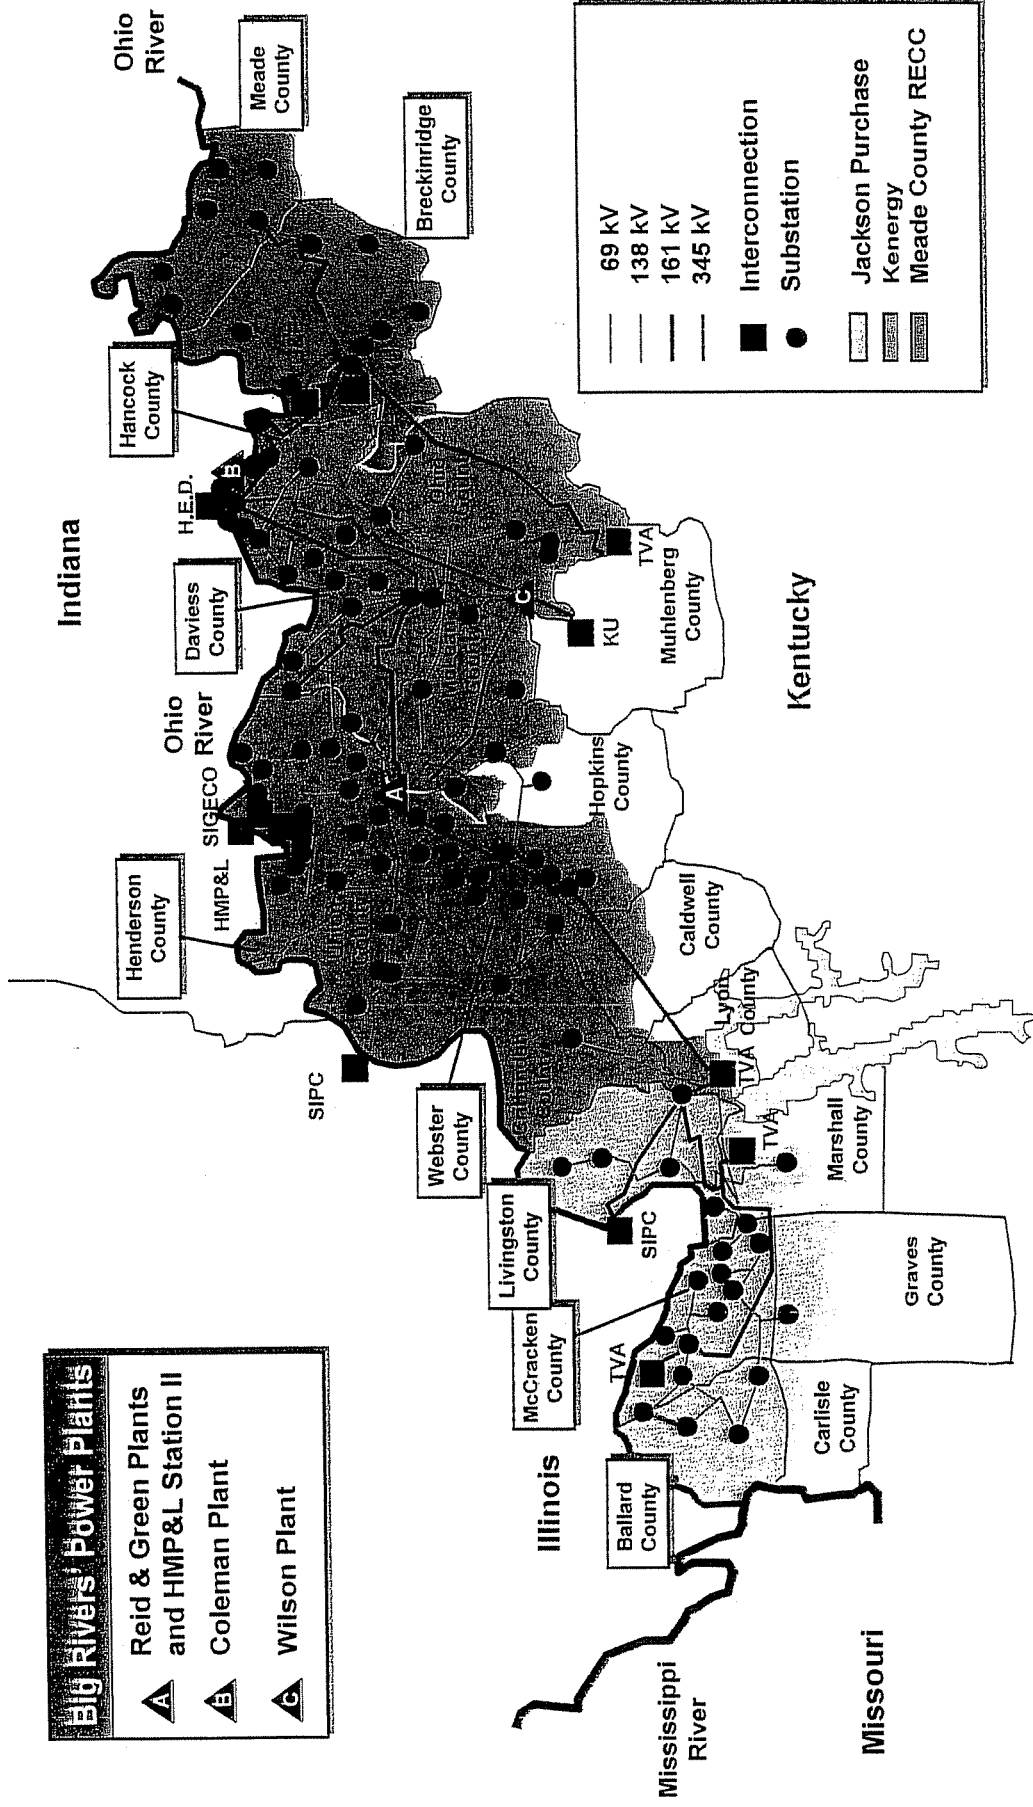 Big Rivers' Power Plants
A Reid & Green Plants
and HMP&L Station II
B Coleman Plant
C Wilson Plant
Indiana
Illinois
Kentucky
Missouri
Mississippi
River
Ohio
River
Ohio
River
Henderson
County
Daviess
County
Hancock
County
Meade
County
Breckinridge
County
Webster
County
Livingston
County
McCracken
County
Ballard
County
Carlisle
County
Graves
County
Marshall
County
Lyon
County
Caldwell
County
Hopkins
County
Muhlenberg
County
Ohio
County
Union
County
HMP&L
SIGECO
H.E.D.
SIPC
SIPC
TVA
TVA
TVA
TVA
KU
A
B
C
69 kV
138 kV
161 kV
345 kV
Interconnection
Substation
Jackson Purchase
Kenergy
Meade County RECC